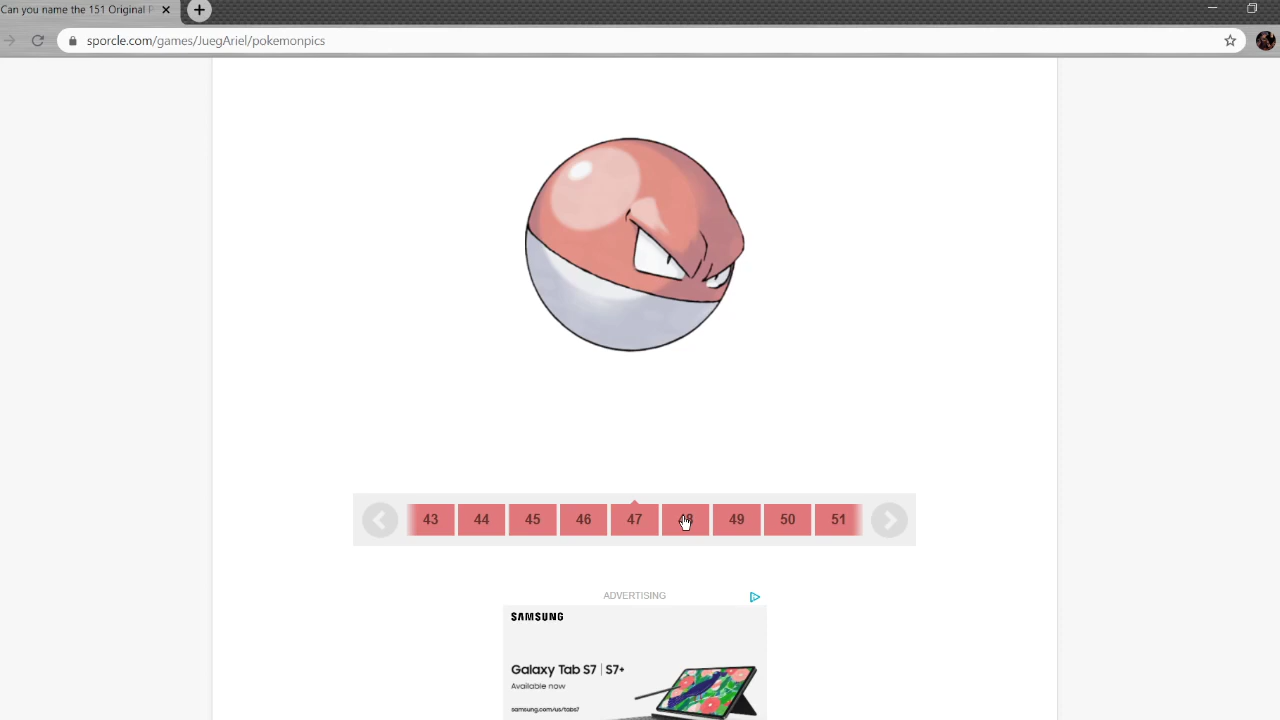 Can you name the 151 Original P
sporcle.com/games/JuegAriel/pokemonpics
43 44 45 46 47 48 49 50 51
ADVERTISING
SAMSUNG
Galaxy Tab S7 | S7+
Available now
samsung.com/us/tabs7